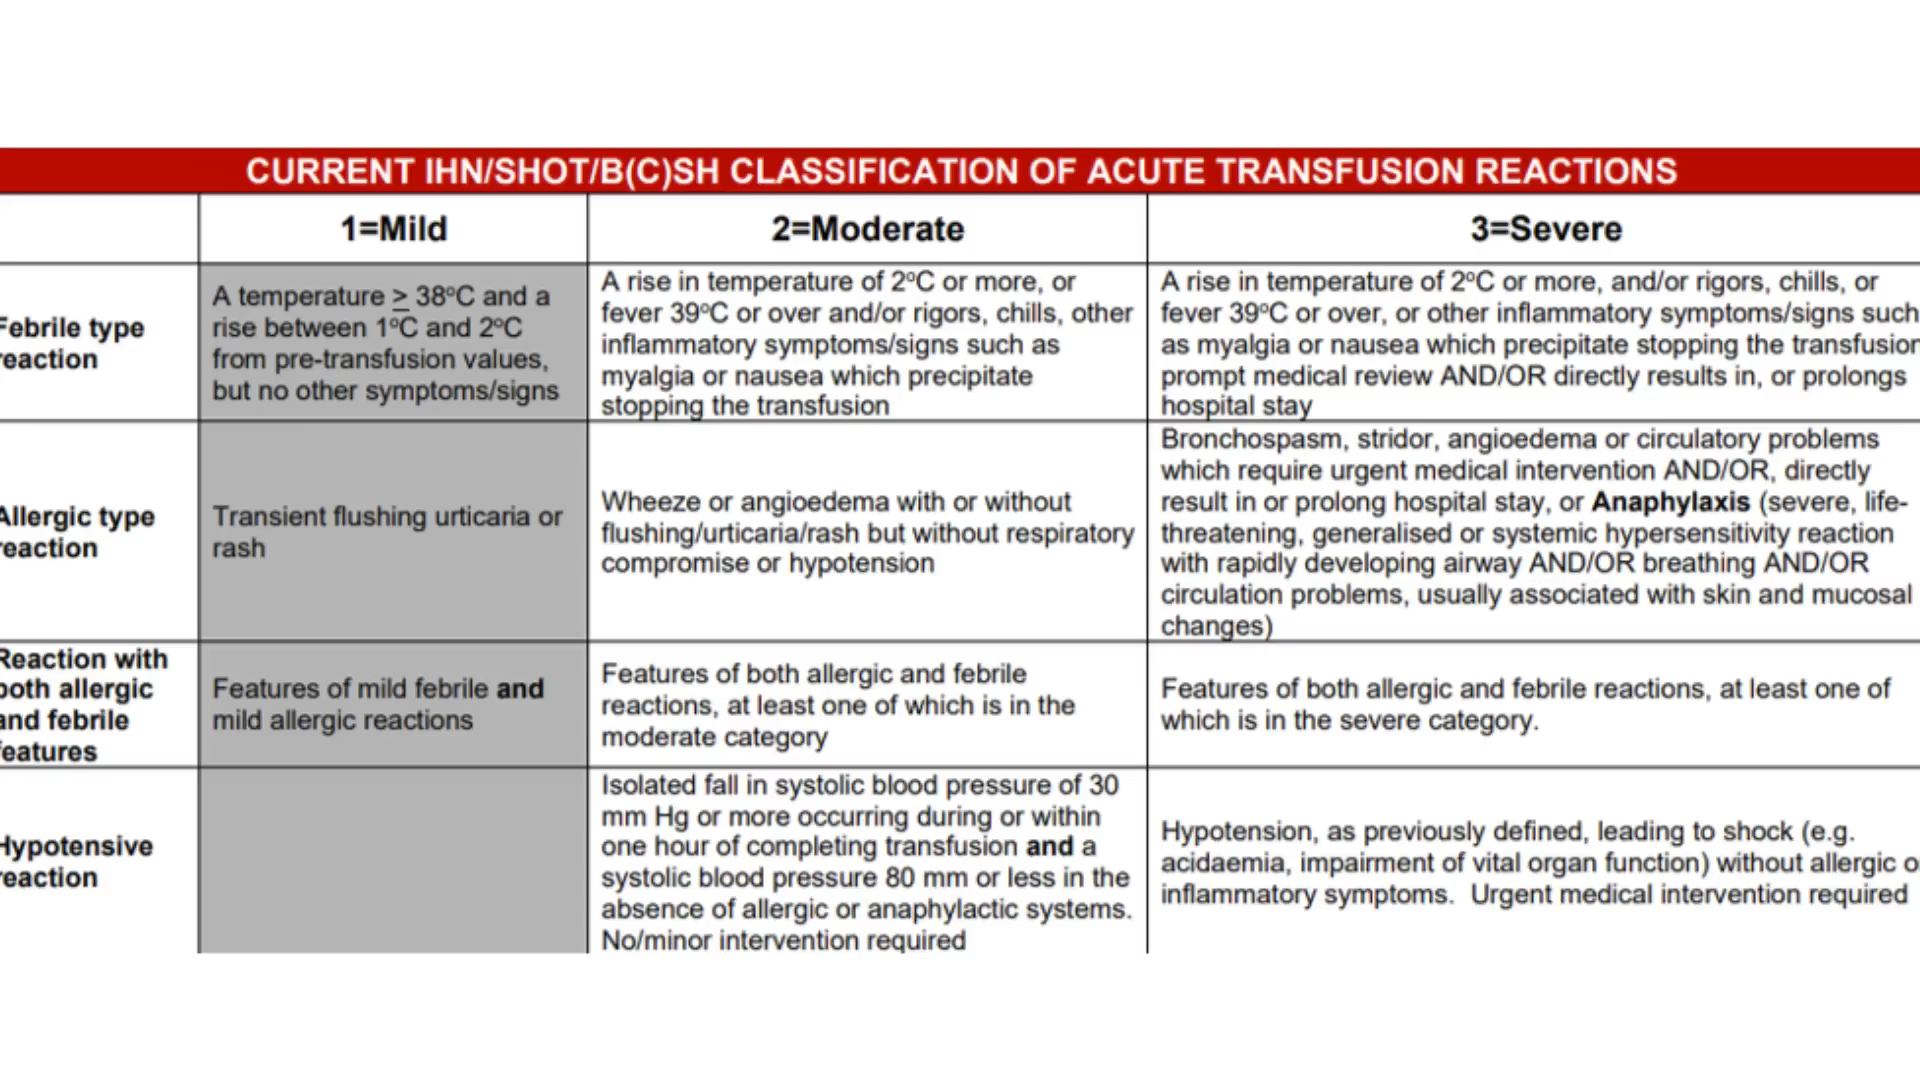 CURRENT IHN/SHOT/B(C)SH CLASSIFICATION OF ACUTE TRANSFUSION REACTIONS
1=Mild
2=Moderate
3=Severe
Febrile type
reaction
A temperature ≥ 38ºC and a
rise between 1ºC and 2ºC
from pre-transfusion values,
but no other symptoms/signs
A rise in temperature of 2ºC or more, or
fever 39ºC or over and/or rigors, chills, other
inflammatory symptoms/signs such as
myalgia or nausea which precipitate
stopping the transfusion
A rise in temperature of 2ºC or more, and/or rigors, chills, or
fever 39ºC or over, or other inflammatory symptoms/signs such
as myalgia or nausea which precipitate stopping the transfusion
prompt medical review AND/OR directly results in, or prolongs
hospital stay
Allergic type
reaction
Transient flushing urticaria or
rash
Wheeze or angioedema with or without
flushing/urticaria/rash but without respiratory
compromise or hypotension
Bronchospasm, stridor, angioedema or circulatory problems
which require urgent medical intervention AND/OR, directly
result in or prolong hospital stay, or Anaphylaxis (severe, life-
threatening, generalised or systemic hypersensitivity reaction
with rapidly developing airway AND/OR breathing AND/OR
circulation problems, usually associated with skin and mucosal
changes)
Reaction with
both allergic
and febrile
features
Features of mild febrile and
mild allergic reactions
Features of both allergic and febrile
reactions, at least one of which is in the
moderate category
Features of both allergic and febrile reactions, at least one of
which is in the severe category.
Hypotensive
reaction
Isolated fall in systolic blood pressure of 30
mm Hg or more occurring during or within
one hour of completing transfusion and a
systolic blood pressure 80 mm or less in the
absence of allergic or anaphylactic systems.
No/minor intervention required
Hypotension, as previously defined, leading to shock (e.g.
acidaemia, impairment of vital organ function) without allergic o
inflammatory symptoms. Urgent medical intervention required